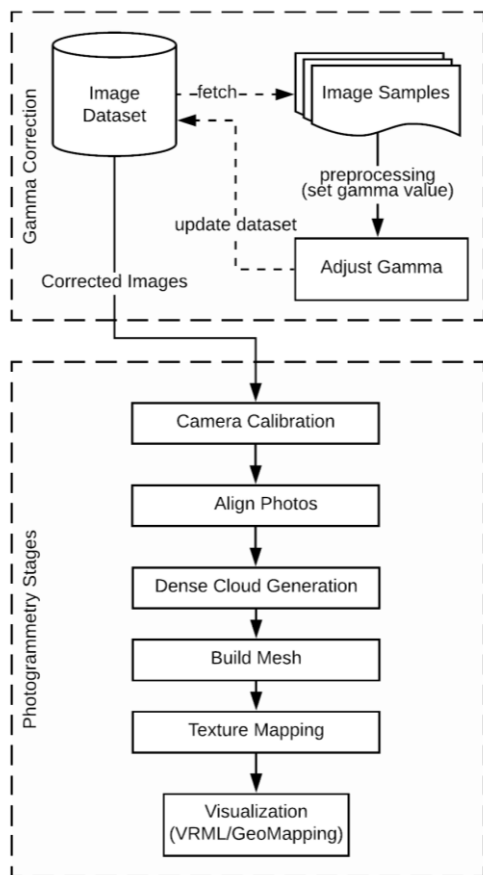 Gamma Correction
Image
Dataset
fetch
Image Samples
preprocessing
(set gamma value)
update dataset
Adjust Gamma
Corrected Images
Photogrammetry Stages
Camera Calibration
Align Photos
Dense Cloud Generation
Build Mesh
Texture Mapping
Visualization
(VRML/GeoMapping)